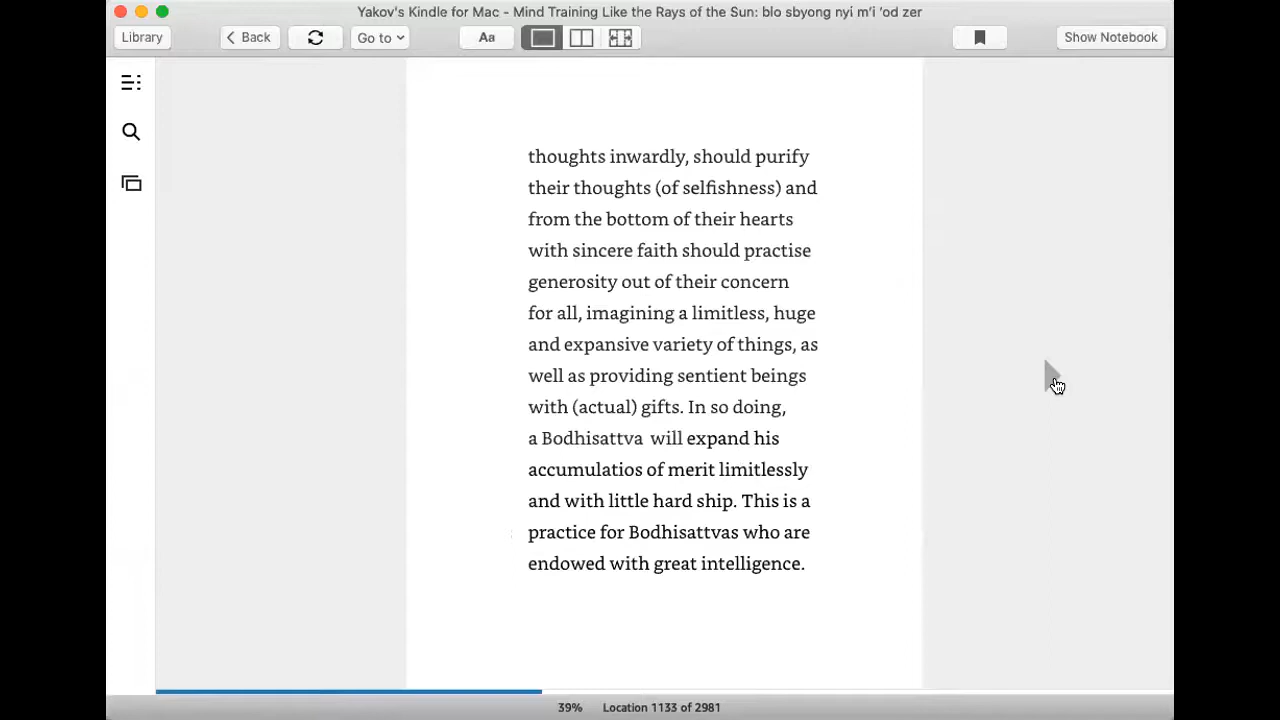 Yakov's Kindle for Mac - Mind Training Like the Rays of the Sun: blo sbyong nyi m'i 'od zer
Library
Back
Go to
Aa
Show Notebook
thoughts inwardly, should purify
their thoughts (of selfishness) and
from the bottom of their hearts
with sincere faith should practise
generosity out of their concern
for all, imagining a limitless, huge
and expansive variety of things, as
well as providing sentient beings
with (actual) gifts. In so doing,
a Bodhisattva will expand his
accumulatios of merit limitlessly
and with little hard ship. This is a
practice for Bodhisattvas who are
endowed with great intelligence.
39% Location 1133 of 2981